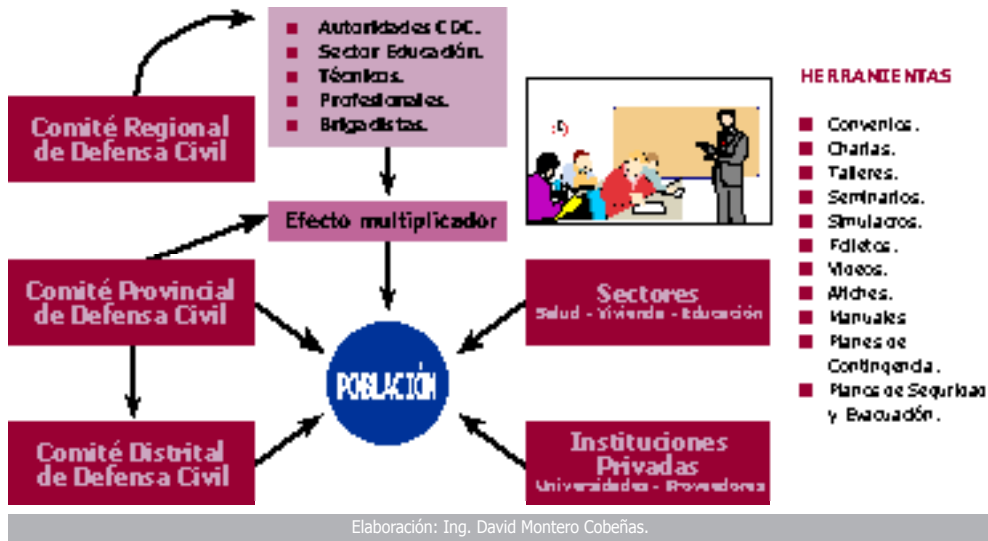 Autoridades CDC.
Sector Educación.
Técnicos.
Profesionales.
Brigadistas.
Comité Regional
de Defensa Civil
Efecto multiplicador
Comité Provincial
de Defensa Civil
POBLACIÓN
Sectores
Salud - Vivienda - Educación
Comité Distrital
de Defensa Civil
Instituciones
Privadas
Universidades - Proveedores
HERRAMIENTAS
Convenios.
Charlas.
Talleres.
Seminarios.
Simulacros.
Folletos.
Videos.
Afiches.
Manuales
Planes de
Contingencia.
Planos de Seguridad
y Evacuación.
Elaboración: Ing. David Montero Cobeñas.